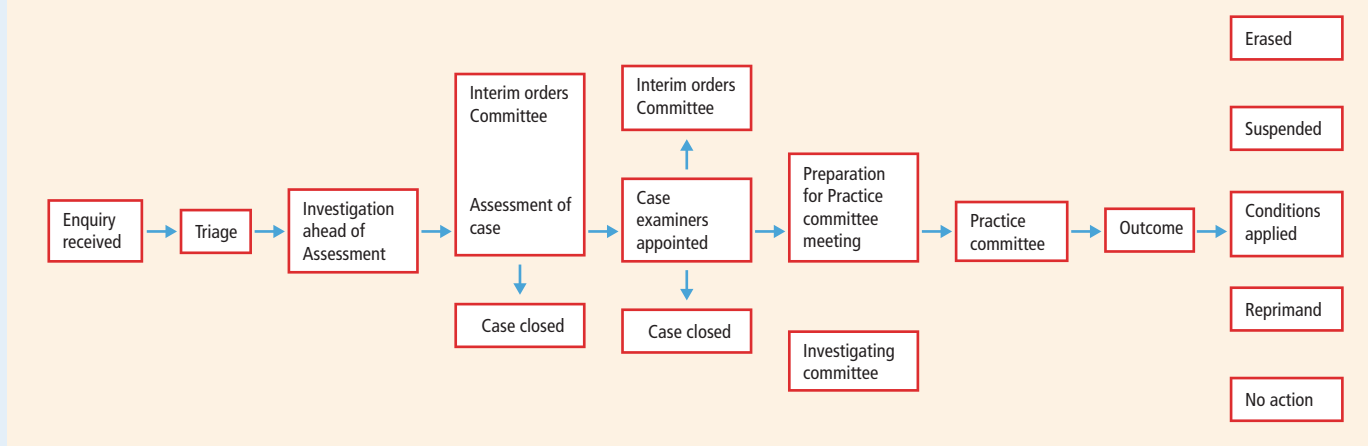 Enquiry
received
Triage
Investigation
ahead of
Assessment
Interim orders
Committee
Assessment of
case
Case closed
Interim orders
Committee
Case
examiners
appointed
Case closed
Preparation
for Practice
committee
meeting
Investigating
committee
Practice
committee
Outcome
Erased
Suspended
Conditions
applied
Reprimand
No action